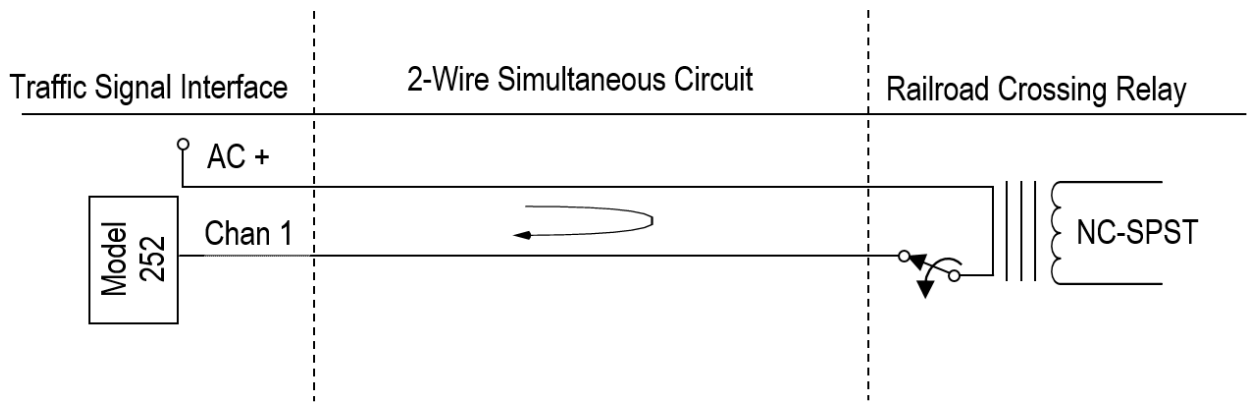 Traffic Signal Interface
2-Wire Simultaneous Circuit
Railroad Crossing Relay
AC +
Chan 1
Model
252
NC-SPST